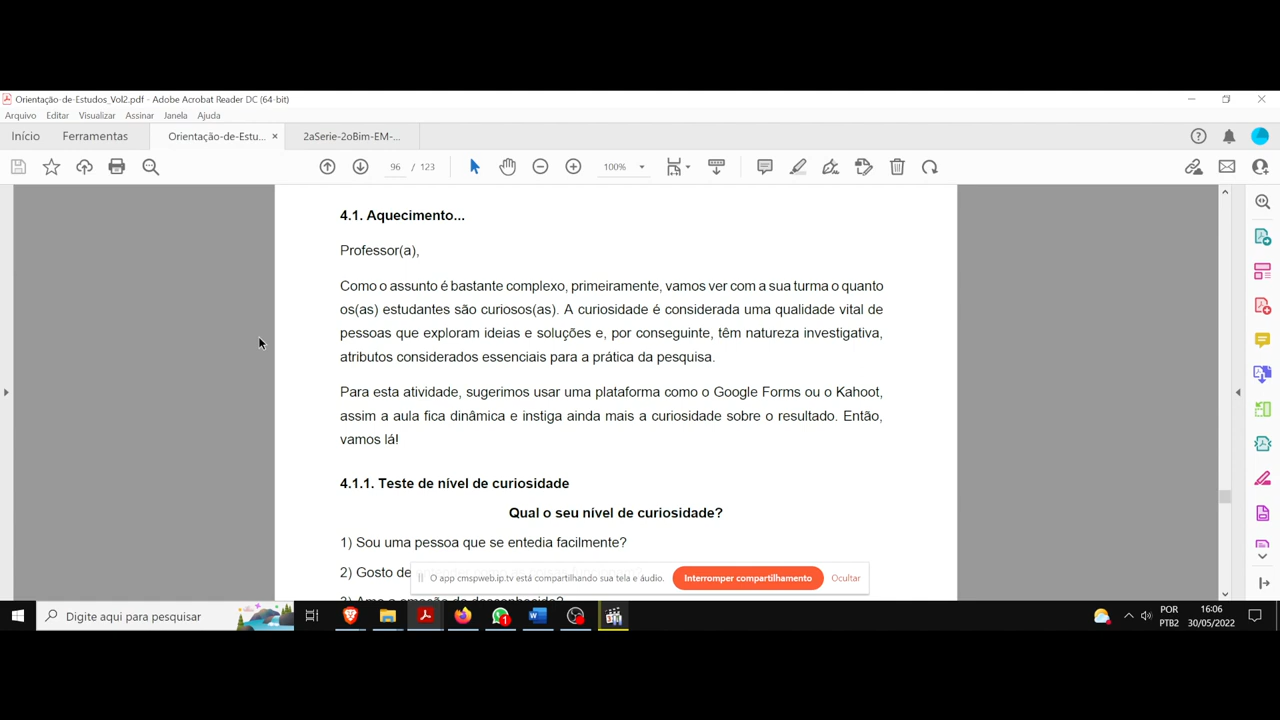 Orientação-de-Estudos_Vol2.pdf - Adobe Acrobat Reader DC (64-bit)
Arquivo Editar Visualizar Assinar Janela Ajuda
Início Ferramentas Orientação-de-Estu... × 2aSerie-2oBim-EM-...
96 / 123 100%
4.1. Aquecimento...
Professor(a),
Como o assunto é bastante complexo, primeiramente, vamos ver com a sua turma o quanto
os(as) estudantes são curiosos(as). A curiosidade é considerada uma qualidade vital de
pessoas que exploram ideias e soluções e, por conseguinte, têm natureza investigativa,
atributos considerados essenciais para a prática da pesquisa.
Para esta atividade, sugerimos usar uma plataforma como o Google Forms ou o Kahoot,
assim a aula fica dinâmica e instiga ainda mais a curiosidade sobre o resultado. Então,
vamos lá!
4.1.1. Teste de nível de curiosidade
Qual o seu nível de curiosidade?
1) Sou uma pessoa que se entedia facilmente?
2) Gosto de
O app cmspweb.ip.tv está compartilhando sua tela e áudio. Interromper compartilhamento Ocultar
Digite aqui para pesquisar
1
POR 16:06
PTB2 30/05/2022